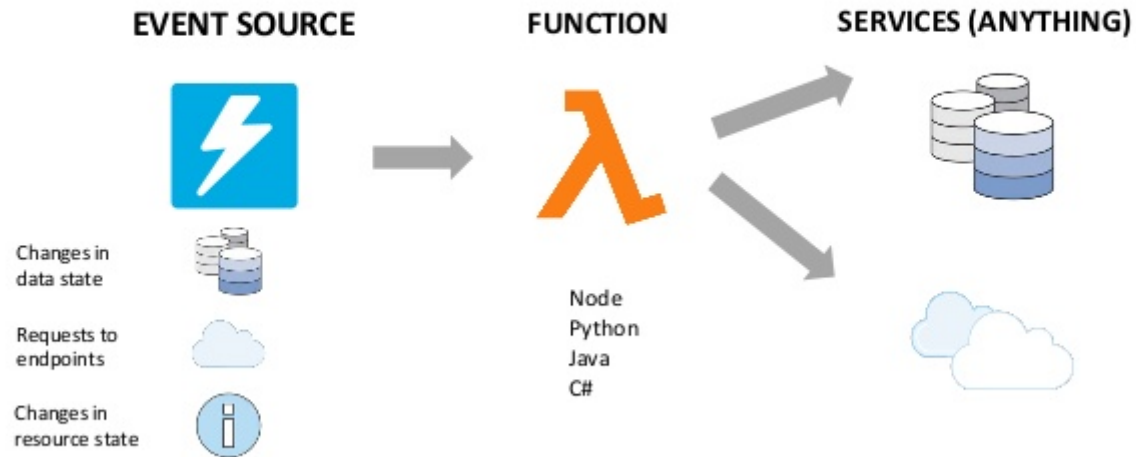 EVENT SOURCE
FUNCTION
SERVICES (ANYTHING)
Changes in
data state
Requests to
endpoints
Changes in
resource state
Node
Python
Java
C#